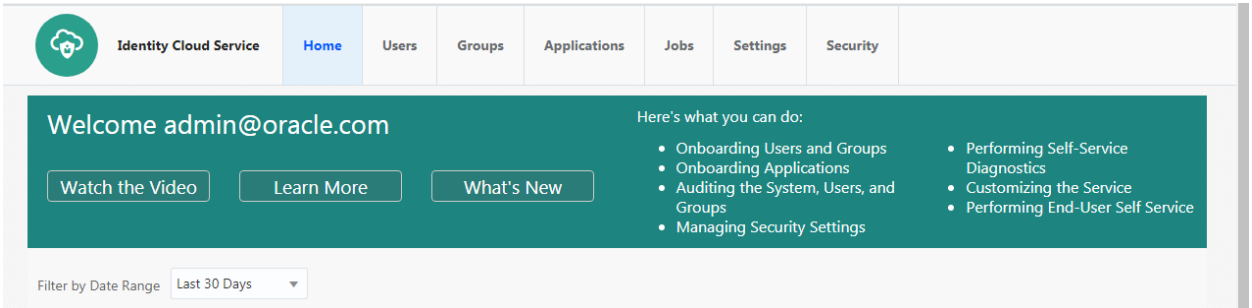 Identity Cloud Service
Home
Users
Groups
Applications
Jobs
Settings
Security
Welcome admin@oracle.com
Watch the Video
Learn More
What's New
Here's what you can do:
• Onboarding Users and Groups
• Onboarding Applications
• Auditing the System, Users, and
Groups
• Managing Security Settings
• Performing Self-Service
Diagnostics
• Customizing the Service
• Performing End-User Self Service
Filter by Date Range
Last 30 Days